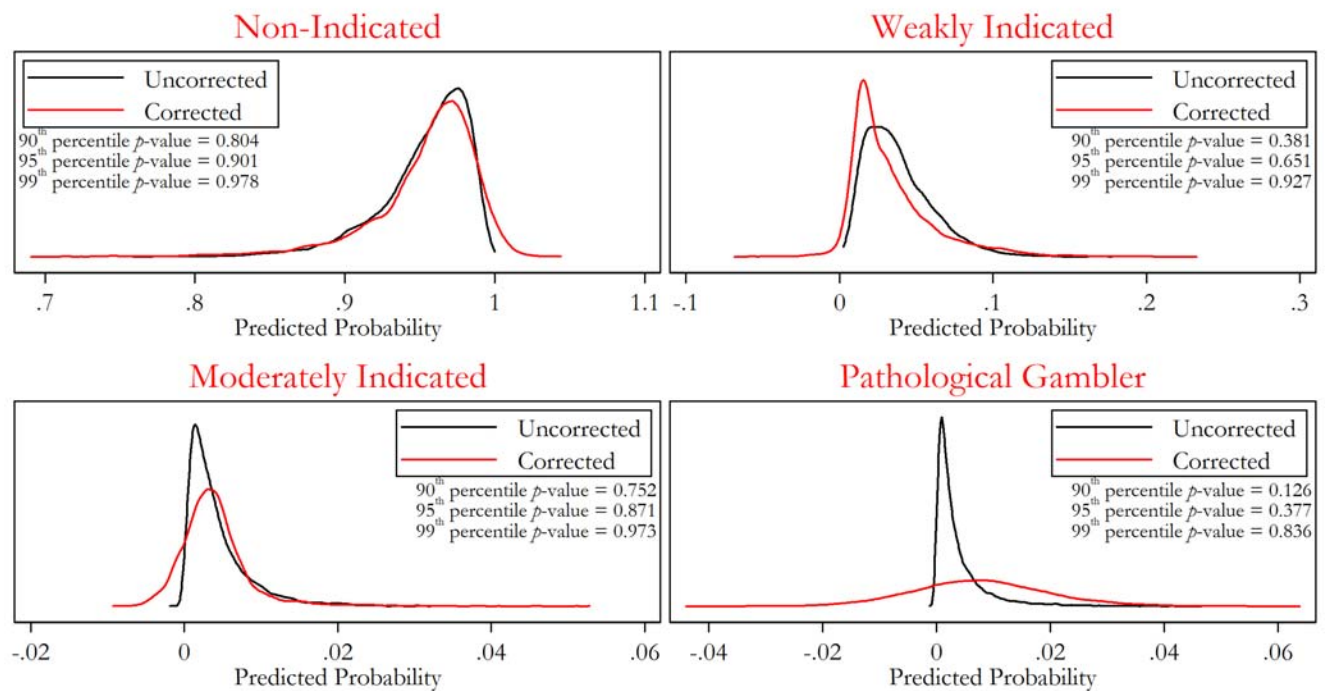 Non-Indicated
Uncorrected
Corrected
90th percentile p-value = 0.804
95th percentile p-value = 0.901
99th percentile p-value = 0.978
.7 .8 .9 1 1.1
Predicted Probability
Weakly Indicated
Uncorrected
Corrected
90th percentile p-value = 0.381
95th percentile p-value = 0.651
99th percentile p-value = 0.927
-.1 0 .1 .2 .3
Predicted Probability
Moderately Indicated
Uncorrected
Corrected
90th percentile p-value = 0.752
95th percentile p-value = 0.871
99th percentile p-value = 0.973
-.02 0 .02 .04 .06
Predicted Probability
Pathological Gambler
Uncorrected
Corrected
90th percentile p-value = 0.126
95th percentile p-value = 0.377
99th percentile p-value = 0.836
-.04 -.02 0 .02 .04 .06
Predicted Probability